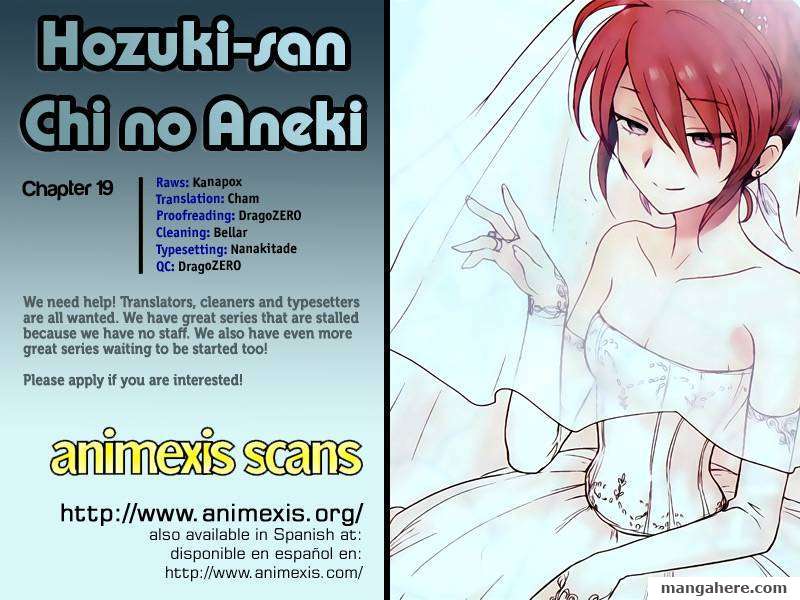 Hozuki-san
Chi no Aneki
Chapter 19
Raws: Kanapox
Translation: Cham
Proofreading: DragoZERO
Cleaning: Bellar
Typesetting: Nanakitade
QC: DragoZERO
We need help! Translators, cleaners and typesetters
are all wanted. We have great series that are stalled
because we have no staff. We also have even more
great series waiting to be started too!
Please apply if you are interested!
animexis scans
http://www.animexis.org/
also available in Spanish at:
disponible en español en:
http://www.animexis.com/
mangahere.com